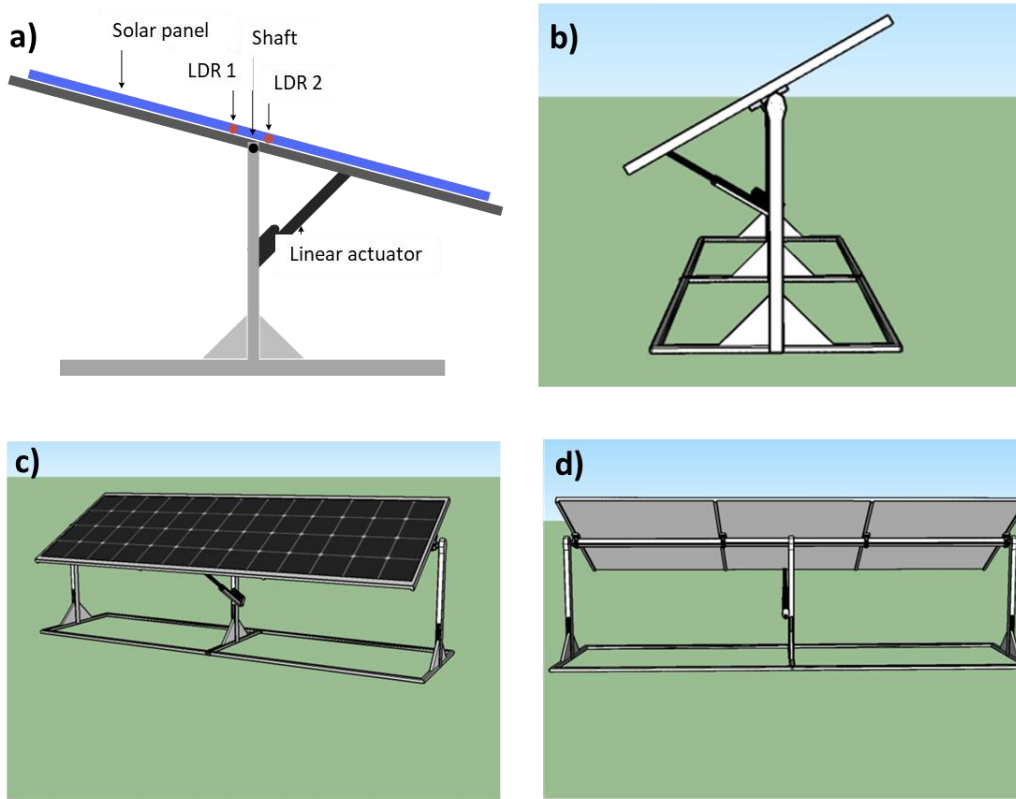 a)
Solar panel
Shaft
LDR 1
LDR 2
Linear actuator
b)
c)
d)